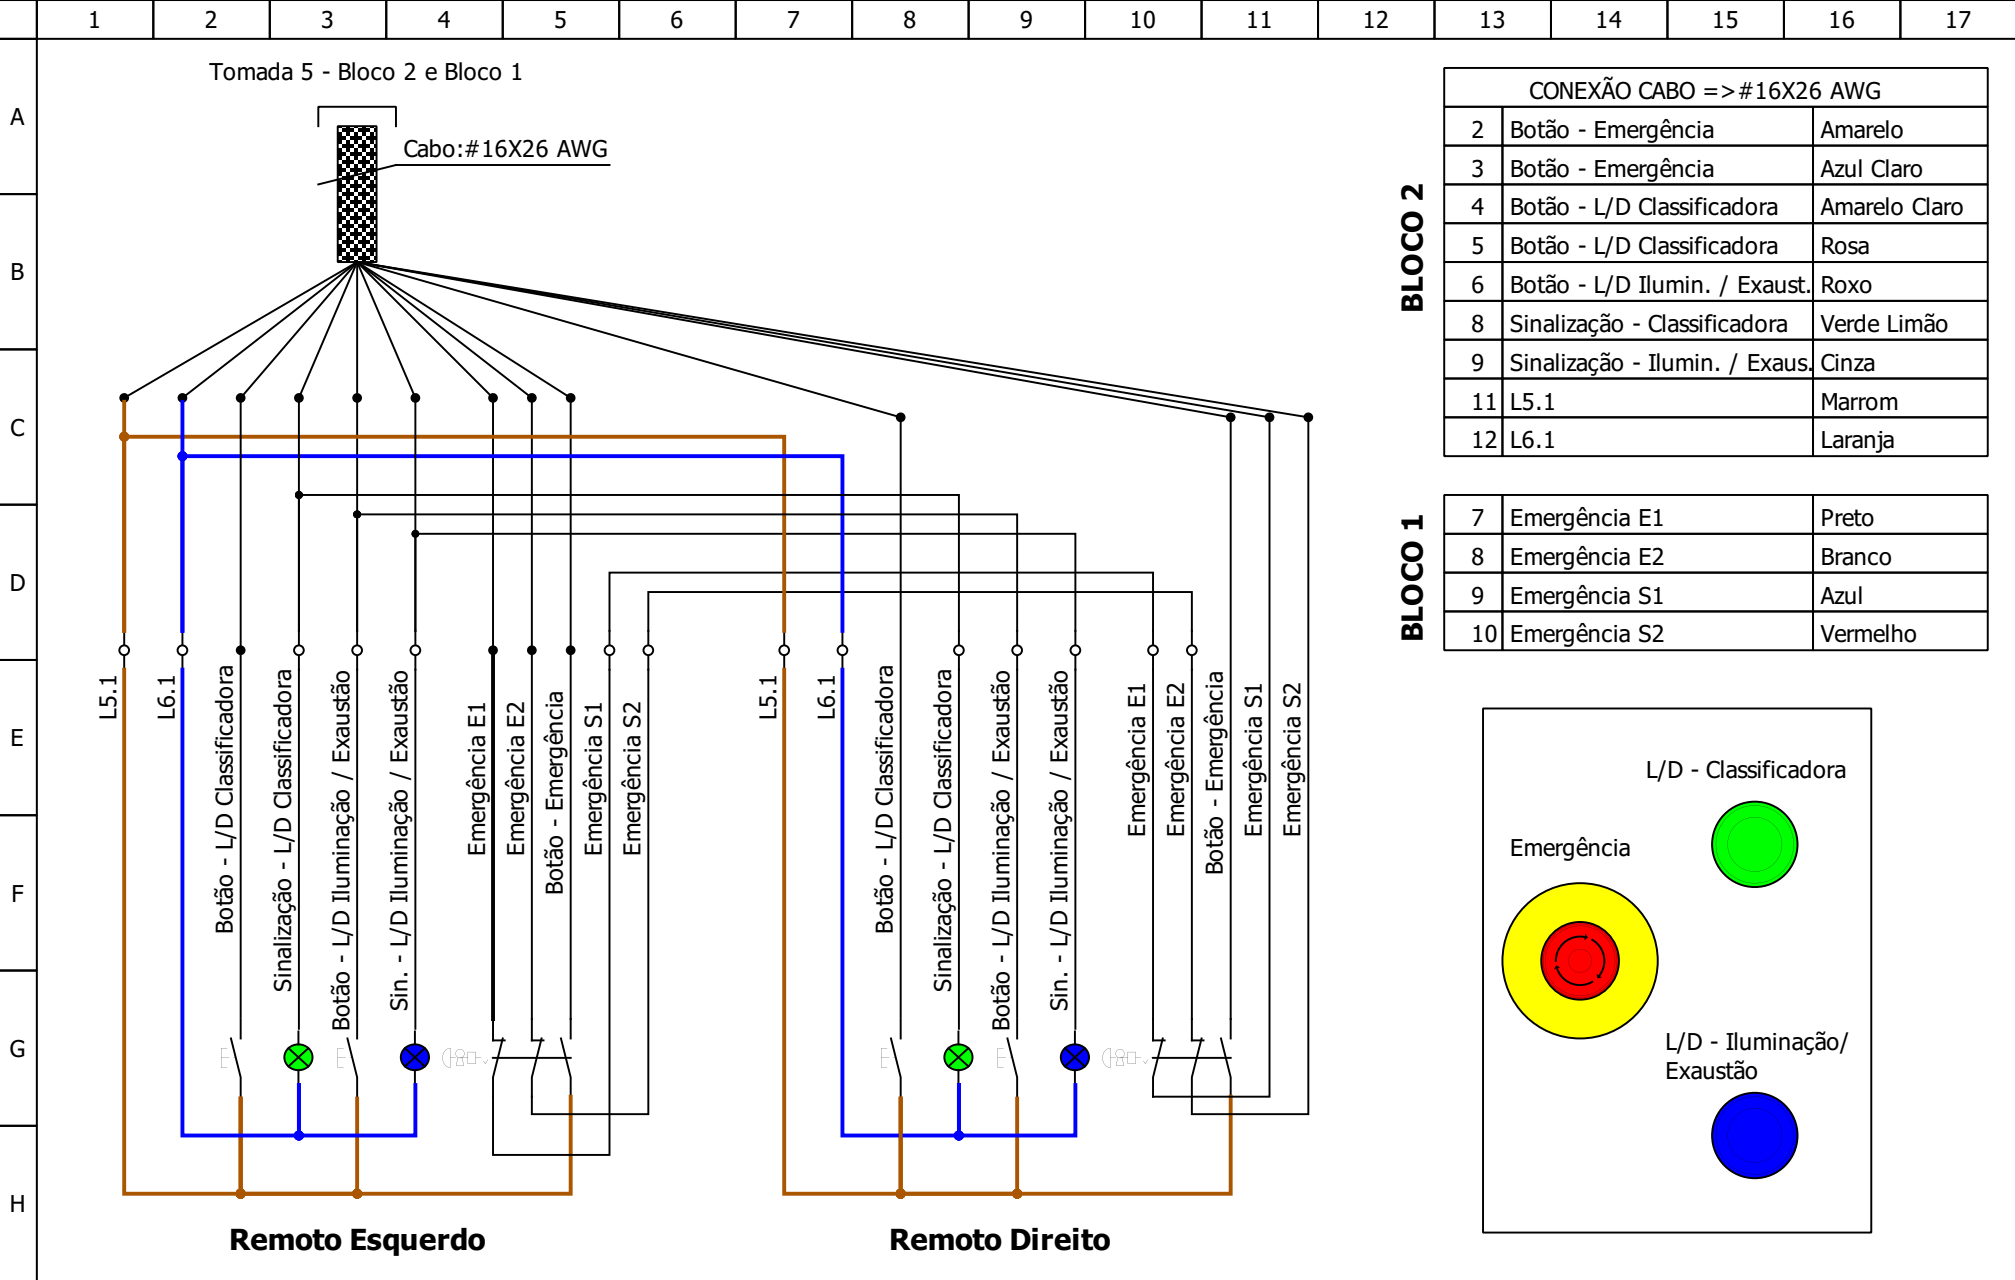 1 2 3 4 5 6 7 8 9 10 11 12 13 14 15 16 17
A
B
C
D
E
F
G
H
Tomada 5 - Bloco 2 e Bloco 1
Cabo:#16X26 AWG
L5.1
L6.1
Botão - L/D Classificadora
Sinalização - L/D Classificadora
Botão - L/D Iluminação / Exaustão
Sin. - L/D Iluminação / Exaustão
Emergência E1
Emergência E2
Botão - Emergência
Emergência S1
Emergência S2
L5.1
L6.1
Botão - L/D Classificadora
Sinalização - L/D Classificadora
Botão - L/D Iluminação / Exaustão
Sin. - L/D Iluminação / Exaustão
Emergência E1
Emergência E2
Botão - Emergência
Emergência S1
Emergência S2
Remoto Esquerdo
Remoto Direito
BLOCO 2
CONEXÃO CABO =>#16X26 AWG
2 Botão - Emergência Amarelo
3 Botão - Emergência Azul Claro
4 Botão - L/D Classificadora Amarelo Claro
5 Botão - L/D Classificadora Rosa
6 Botão - L/D Ilumin. / Exaust. Roxo
8 Sinalização - Classificadora Verde Limão
9 Sinalização - Ilumin. / Exaus. Cinza
11 L5.1 Marrom
12 L6.1 Laranja
BLOCO 1
7 Emergência E1 Preto
8 Emergência E2 Branco
9 Emergência S1 Azul
10 Emergência S2 Vermelho
L/D - Classificadora
Emergência
L/D - Iluminação/
Exaustão